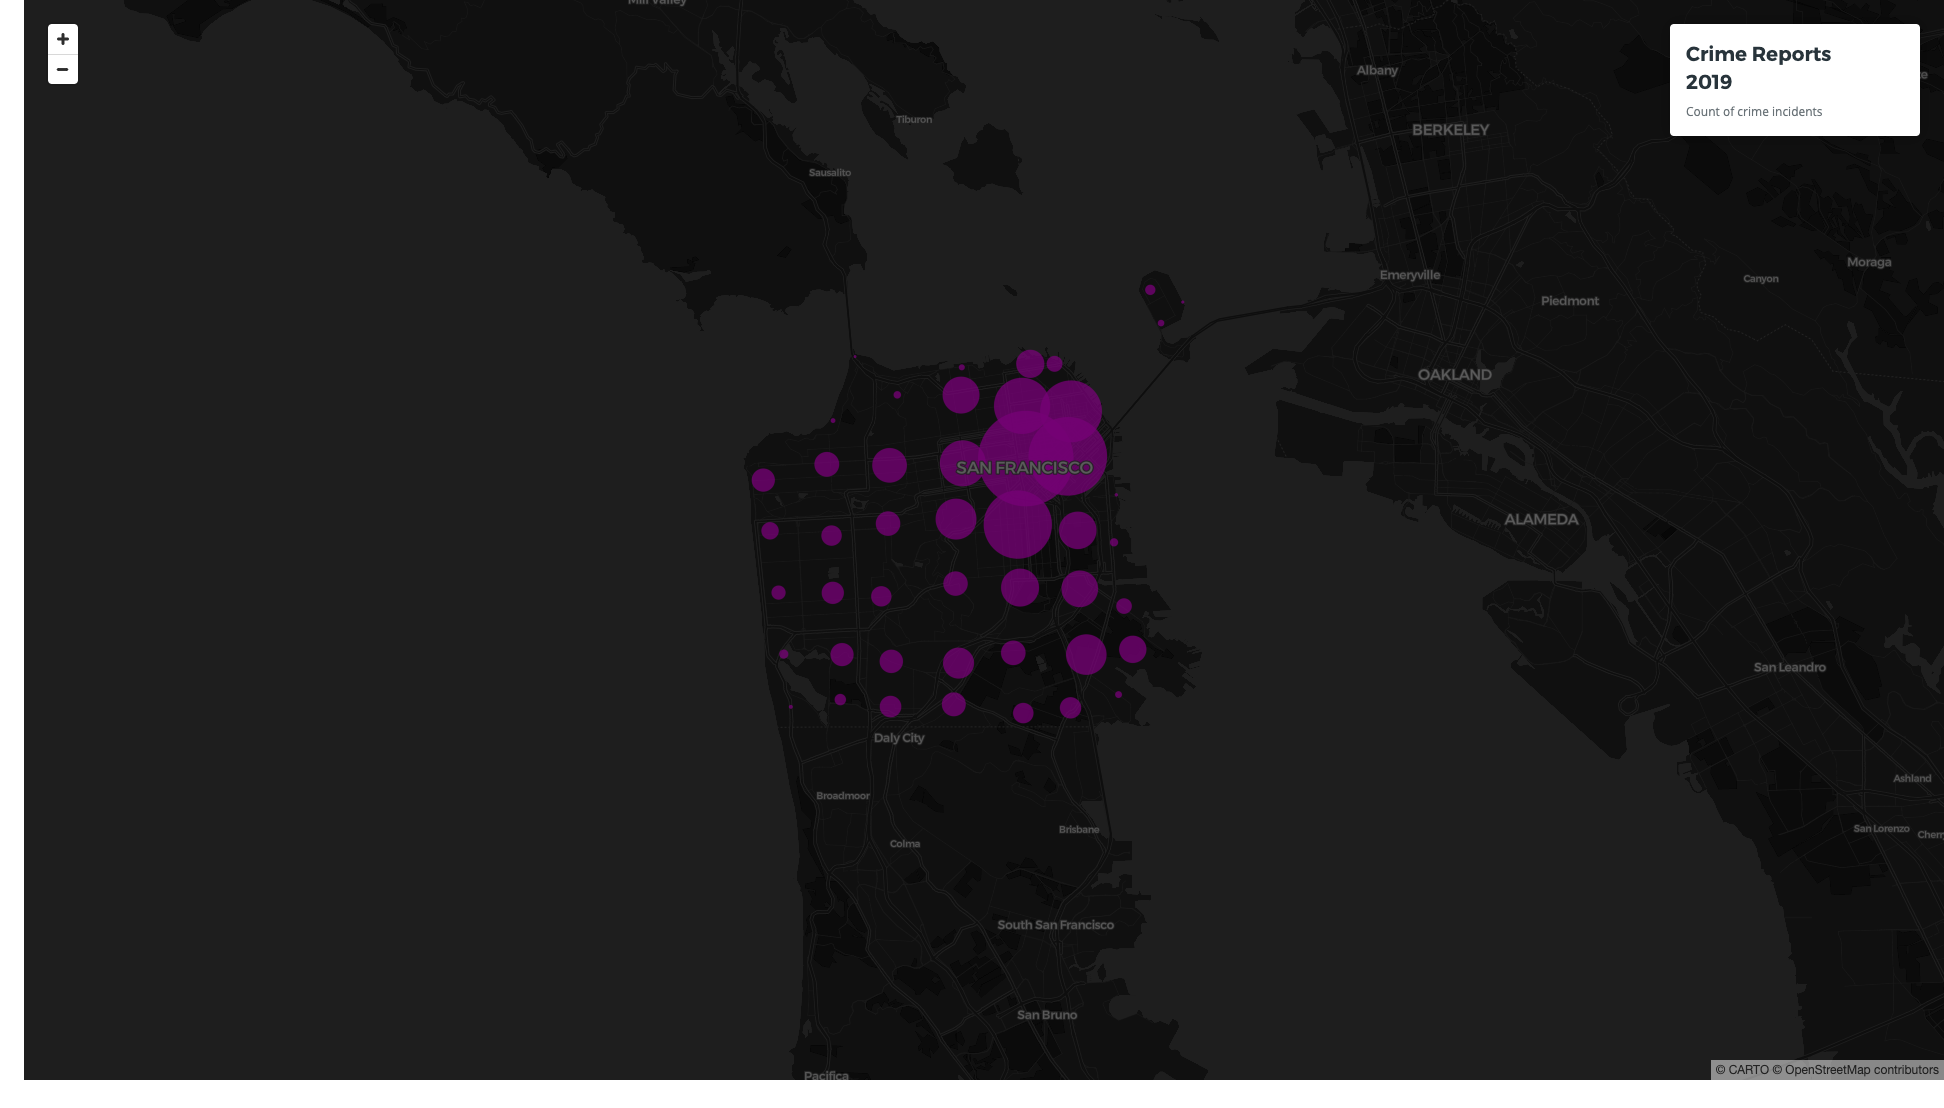 +
−
Crime Reports
2019
Count of crime incidents
Mill Valley
Albany
Tiburon
BERKELEY
Sausalito
Moraga
Emeryville
Canyon
Piedmont
OAKLAND
SAN FRANCISCO
ALAMEDA
San Leandro
Daly City
Ashland
Broadmoor
Brisbane
San Lorenzo
Cherry
Colma
South San Francisco
San Bruno
Pacifica
© CARTO © OpenStreetMap contributors